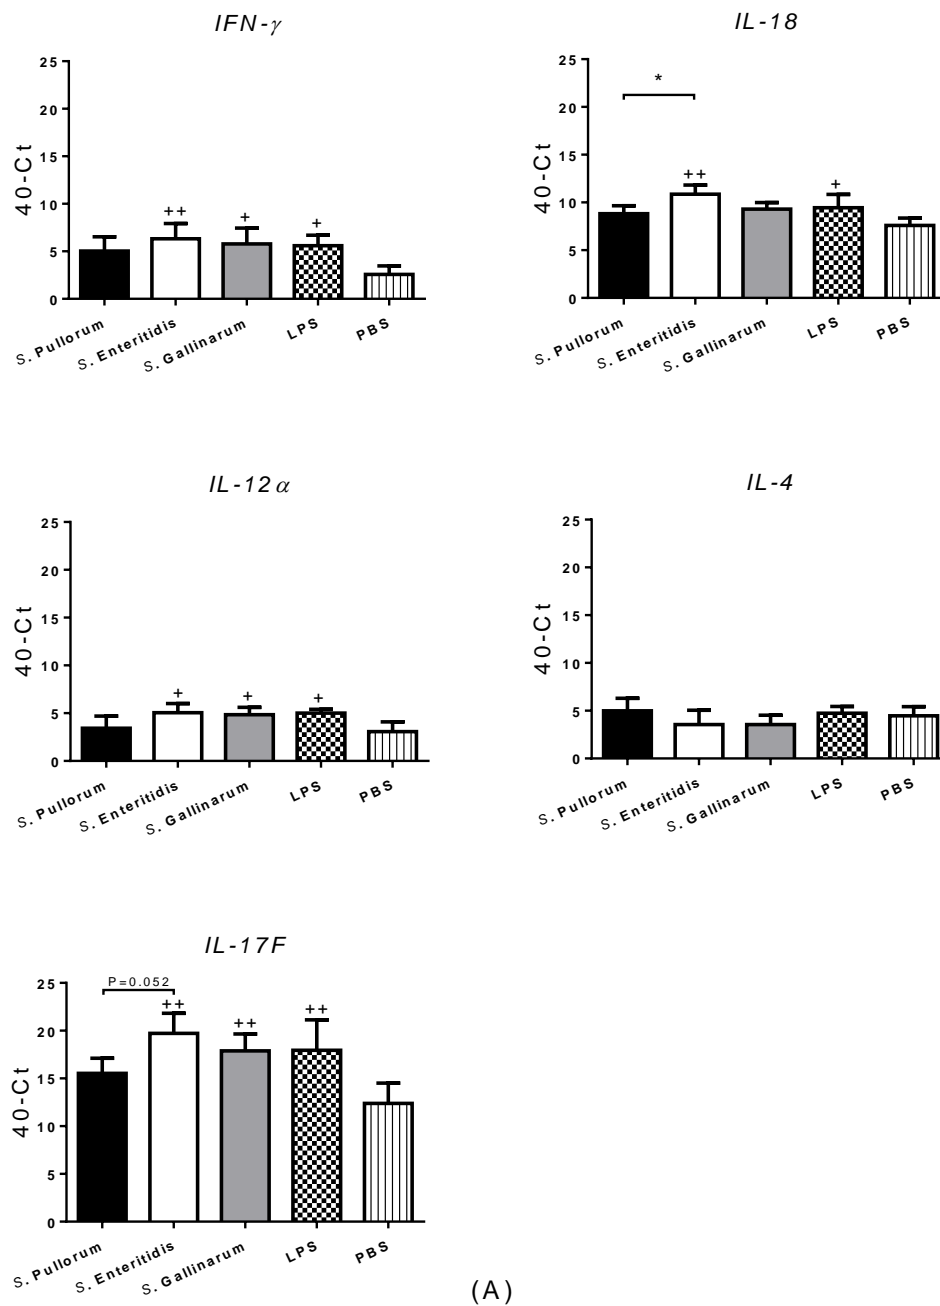 IFN-γ
40-Ct
25
20
15
10
5
0
++
+
+
S. Pullorum
S. Enteritidis
S. Gallinarum
LPS
PBS
IL-18
40-Ct
25
20
15
10
5
0
*
++
+
S. Pullorum
S. Enteritidis
S. Gallinarum
LPS
PBS
IL-12α
40-Ct
25
20
15
10
5
0
+
+
+
S. Pullorum
S. Enteritidis
S. Gallinarum
LPS
PBS
IL-4
40-Ct
25
20
15
10
5
0
S. Pullorum
S. Enteritidis
S. Gallinarum
LPS
PBS
IL-17F
40-Ct
25
20
15
10
5
0
P=0.052
++
++
++
S. Pullorum
S. Enteritidis
S. Gallinarum
LPS
PBS
(A)